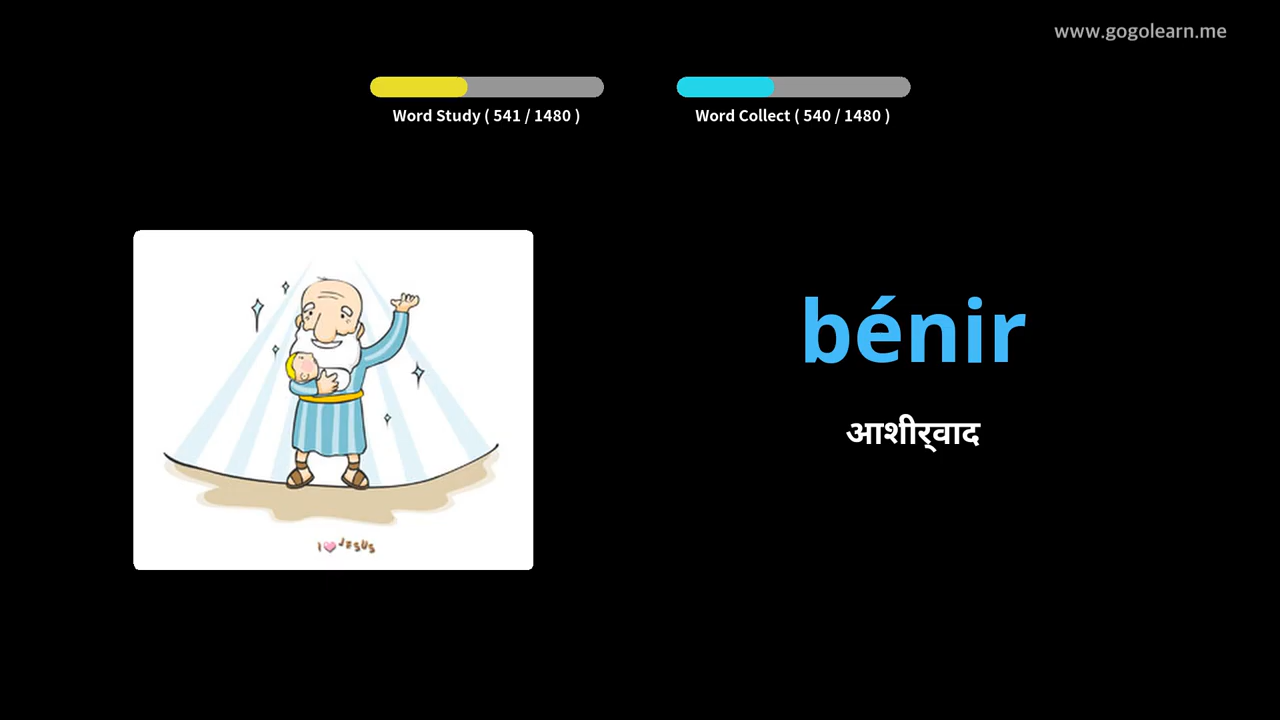 www.gogolearn.me
Word Study ( 541 / 1480 )
Word Collect ( 540 / 1480 )
bénir
आशीर्‌वाद
I JESUS